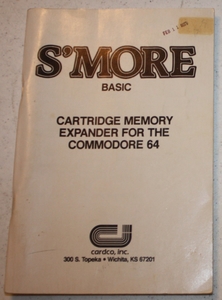 S'MORE
BASIC
CARTRIDGE MEMORY
EXPANDER FOR THE
COMMODORE 64
cardco, inc.
300 S. Topeka • Wichita, KS 67201